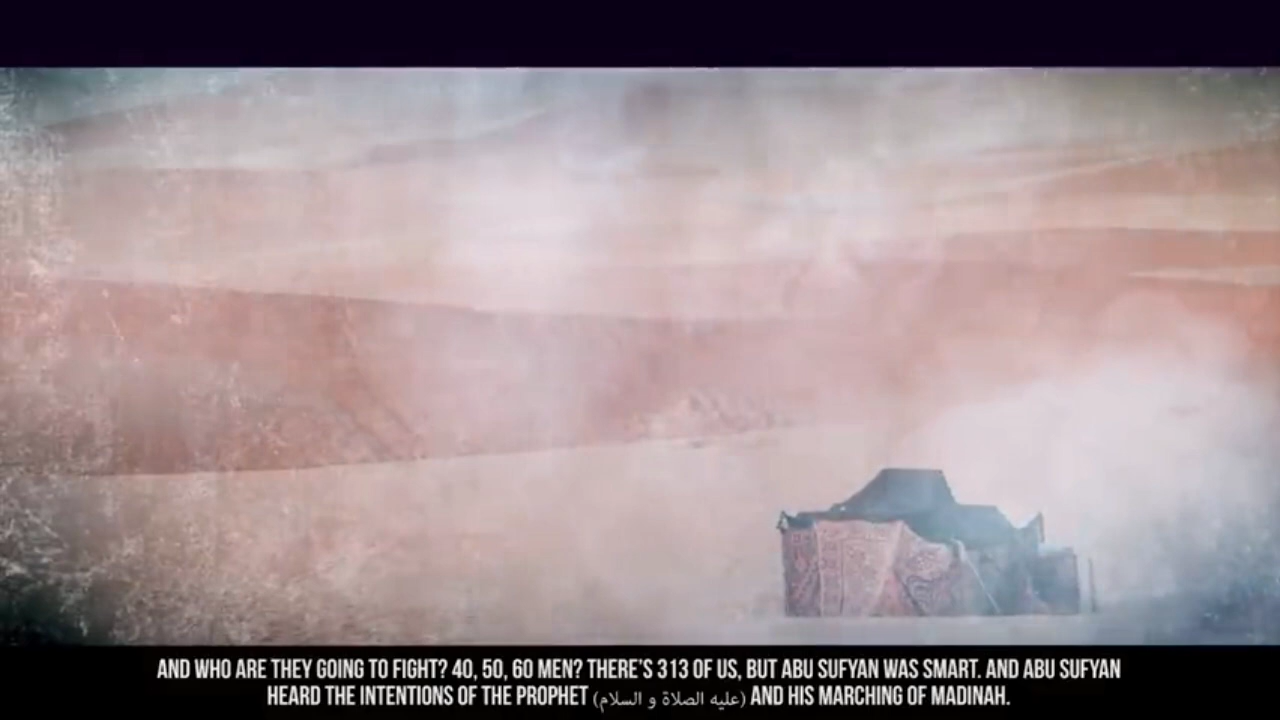 AND WHO ARE THEY GOING TO FIGHT? 40, 50, 60 MEN? THERE'S 313 OF US, BUT ABU SUFYAN WAS SMART. AND ABU SUFYAN
HEARD THE INTENTIONS OF THE PROPHET (عليه الصلاة و السلام) AND HIS MARCHING OF MADINAH.